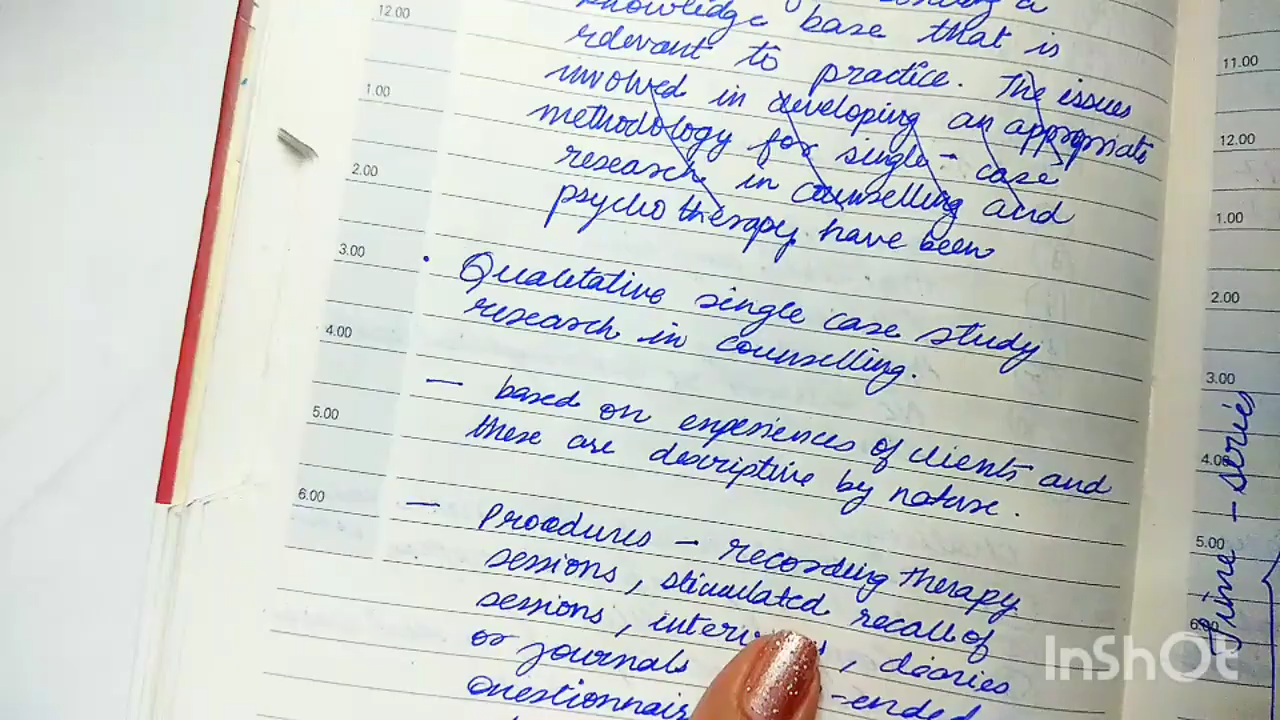 knowledge base that is
relevant to practice. The issues
involved in developing an appropriate
methodology for single - case
research in counselling and
psychotherapy have been
• Qualitative single case study
research in counselling.
— based on experiences of clients and
these are descriptive by nature.
— procedures — recording therapy
sessions, stimulated recall of
sessions, , diaries
or journals
-ended
12.00
1.00
2.00
3.00
4.00
5.00
6.00
11.00
12.00
1.00
2.00
3.00
4.00
5.00
Time - series
InShOt